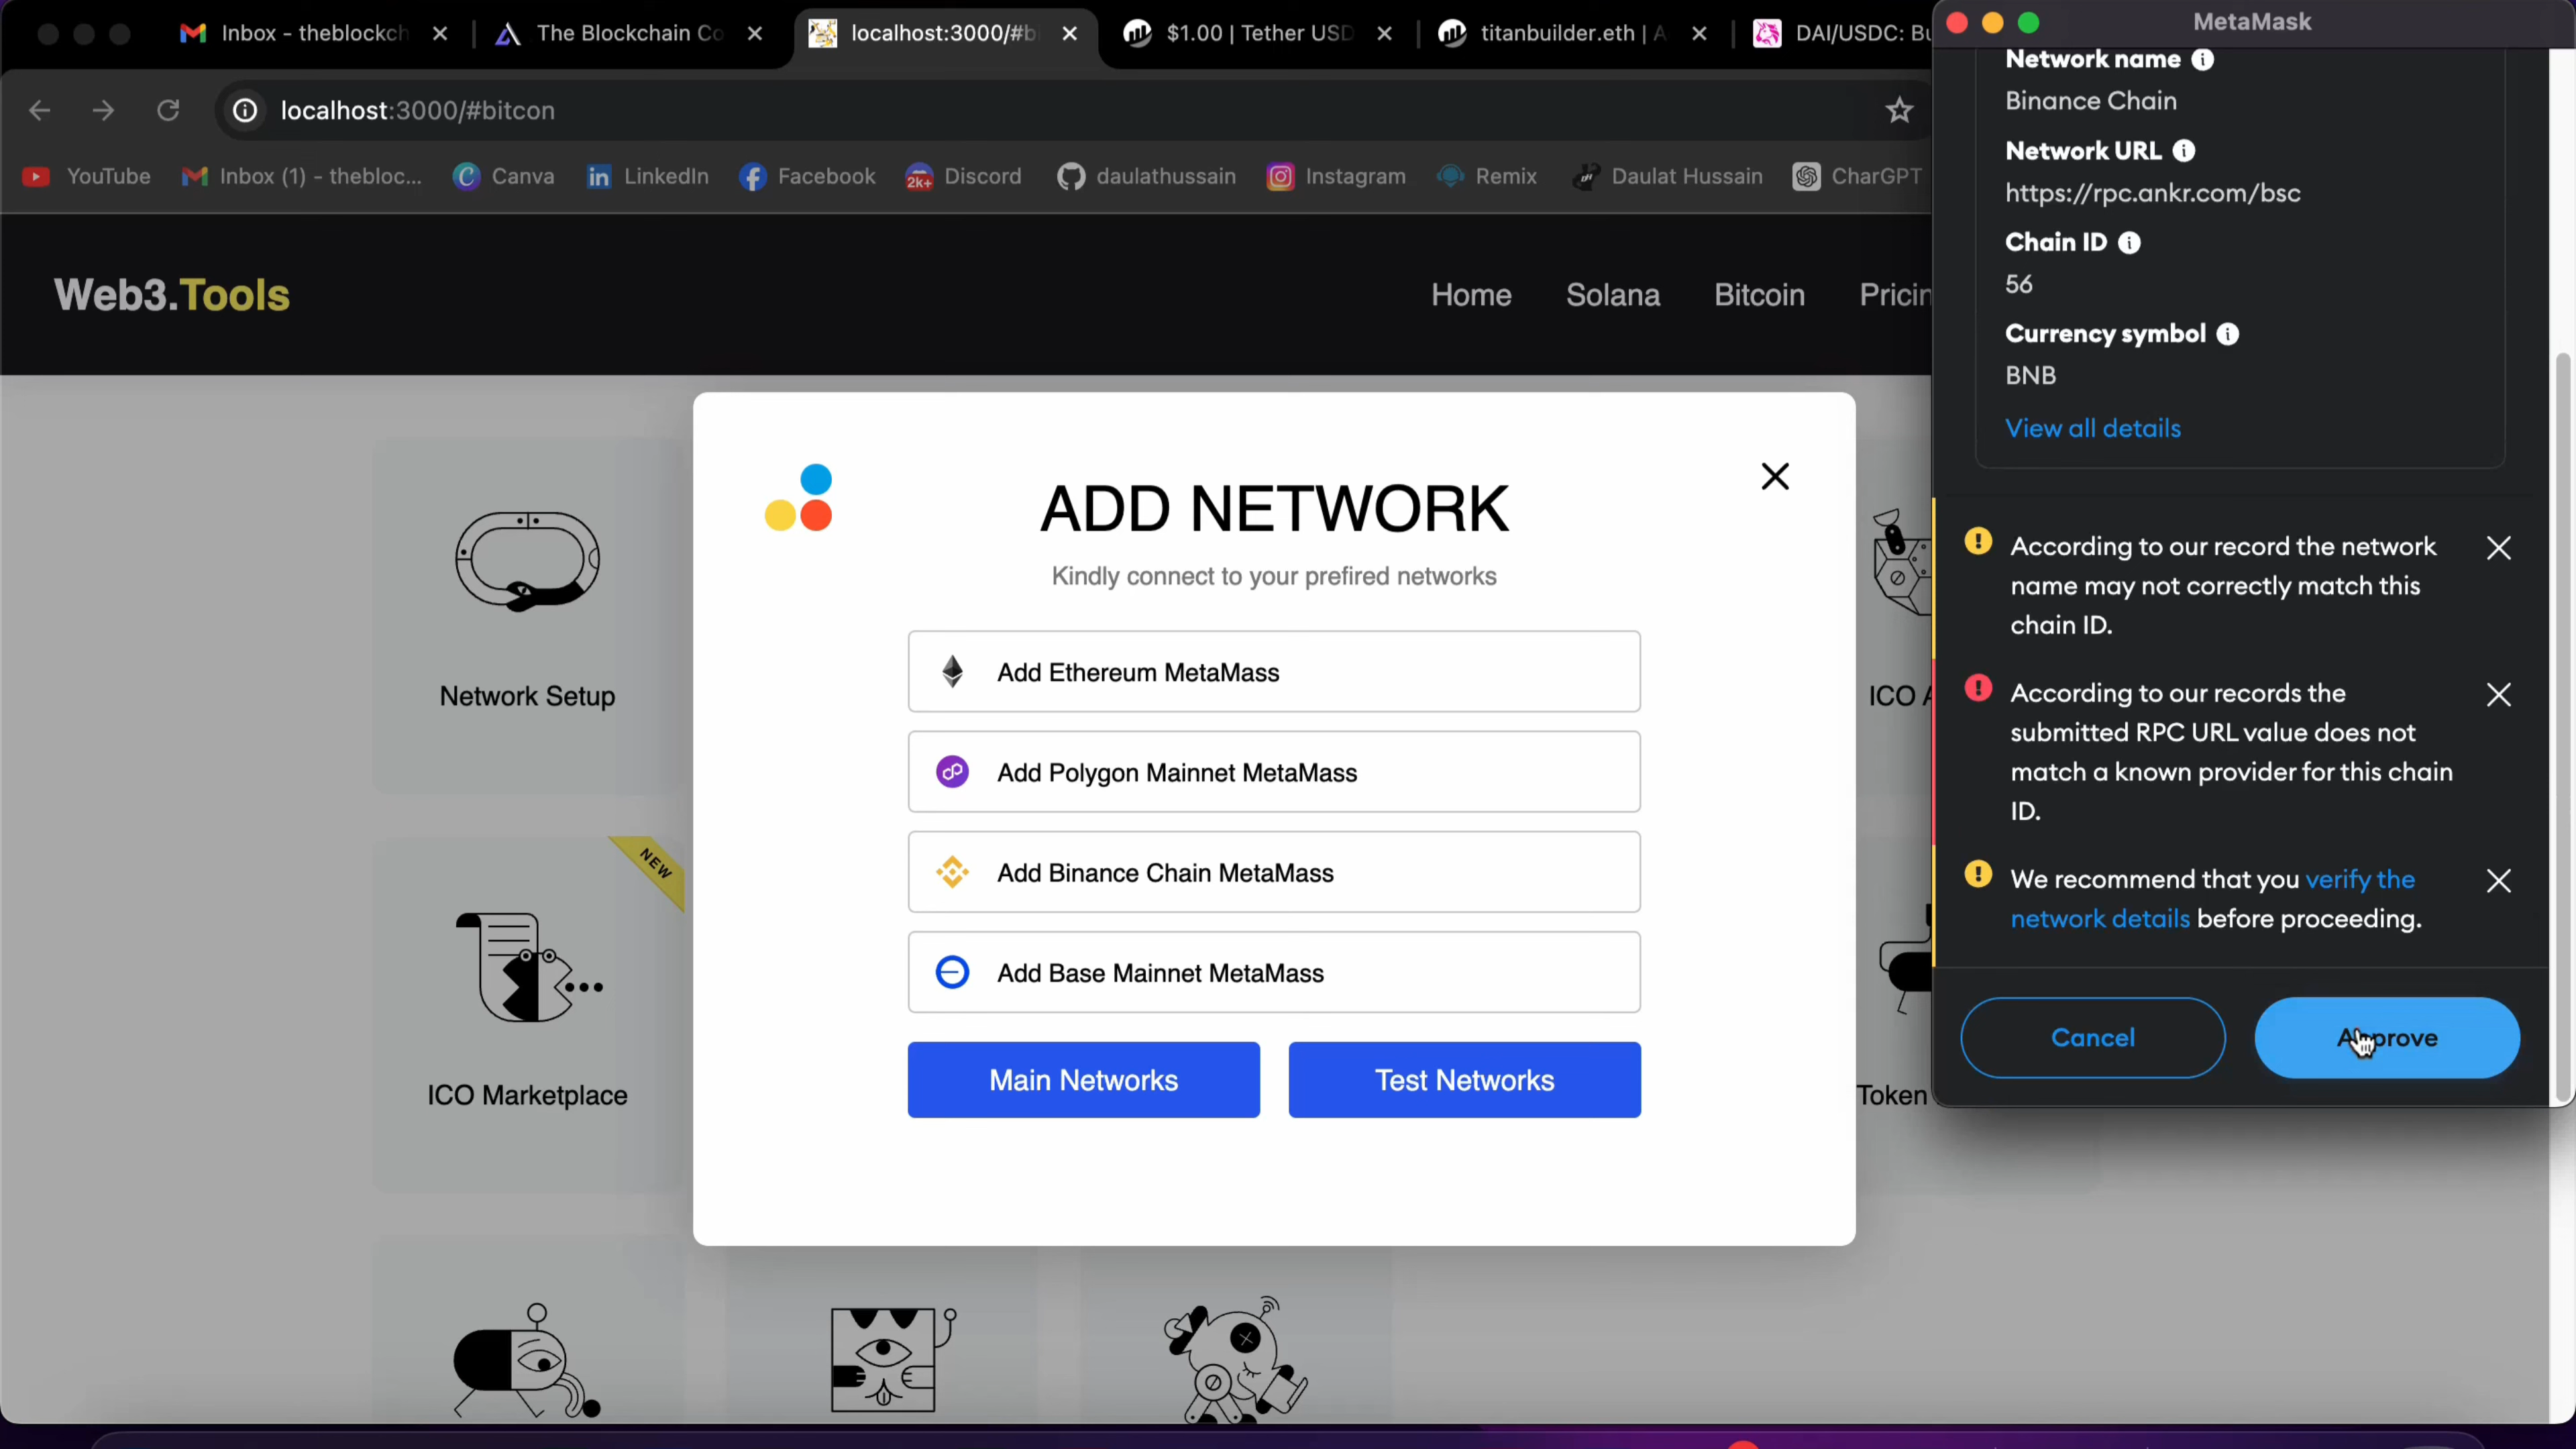 Inbox - theblockch
The Blockchain Co
localhost:3000/#b
$1.00 | Tether USD
titanbuilder.eth | A
DAI/USDC: Bu
MetaMask
localhost:3000/#bitcon
YouTube
Inbox (1) - thebloc...
Canva
LinkedIn
Facebook
2k+
Discord
daulathussain
Instagram
Remix
Daulat Hussain
CharGPT
Web3.Tools
Home
Solana
Bitcoin
Pricin
Network name
Binance Chain
Network URL
https://rpc.ankr.com/bsc
Chain ID
56
Currency symbol
BNB
View all details
According to our record the network
name may not correctly match this
chain ID.
According to our records the
submitted RPC URL value does not
match a known provider for this chain
ID.
We recommend that you verify the
network details before proceeding.
Cancel
Approve
ADD NETWORK
Kindly connect to your prefired networks
Add Ethereum MetaMass
Add Polygon Mainnet MetaMass
Add Binance Chain MetaMass
Add Base Mainnet MetaMass
Main Networks
Test Networks
Network Setup
ICO A
NEW
ICO Marketplace
Token